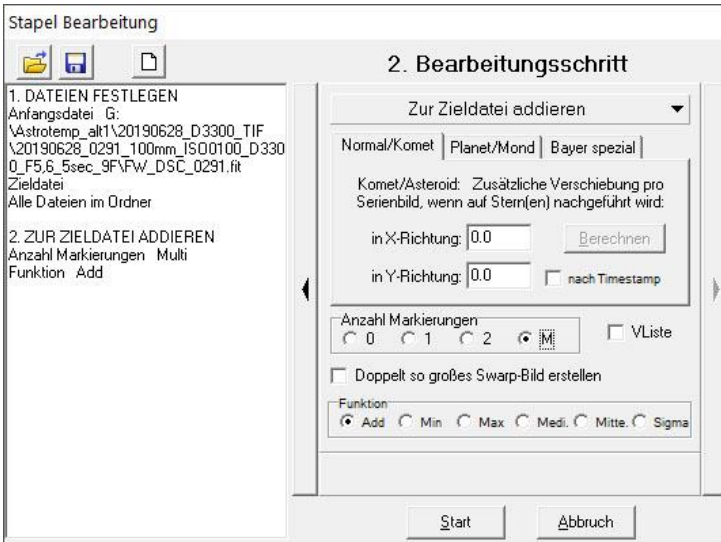 Stapel Bearbeitung
1. DATEIEN FESTLEGEN
Anfangsdatei G:
\Astrotemp_alt1\20190628_D3300_TIF
\20190628_0291_100mm_ISO0100_D330
0_F5,6_5sec_9F\FW_DSC_0291.fit
Zieldatei
Alle Dateien im Ordner
2. ZUR ZIELDATEI ADDIEREN
Anzahl Markierungen Multi
Funktion Add
2. Bearbeitungsschritt
Zur Zieldatei addieren
Normal/Komet Planet/Mond Bayer spezial
Komet/Asteroid: Zusätzliche Verschiebung pro
Serienbild, wenn auf Stern(en) nachgeführt wird:
in X-Richtung: 0.0 Berechnen
in Y-Richtung: 0.0 nach Timestamp
Anzahl Markierungen
0 1 2 M VListe
Doppelt so großes Swarp-Bild erstellen
Funktion
Add Min Max Medi. Mitte. Sigma
Start Abbruch